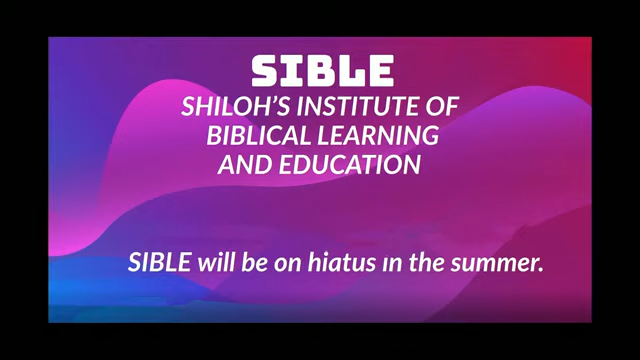 SIBLE
SHILOH'S INSTITUTE OF
BIBLICAL LEARNING
AND EDUCATION
SIBLE will be on hiatus in the summer.